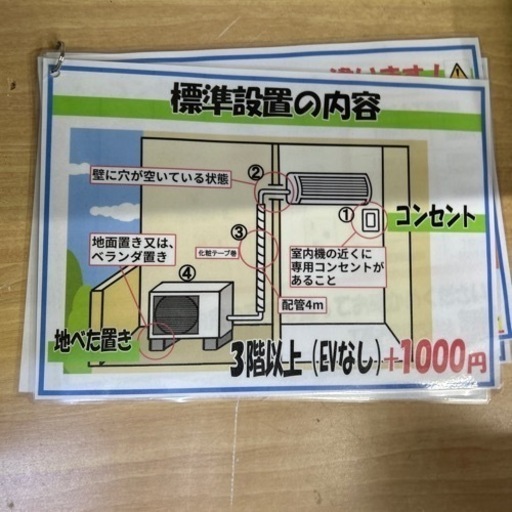 標準設置の内容
壁に穴が空いている状態
②
①
コンセント
地面置き又は、
ベランダ置き
③
化粧テープ巻
室内機の近くに
専用コンセントが
あること
④
配管4m
地べた置き
3階以上（EVなし）+1000円